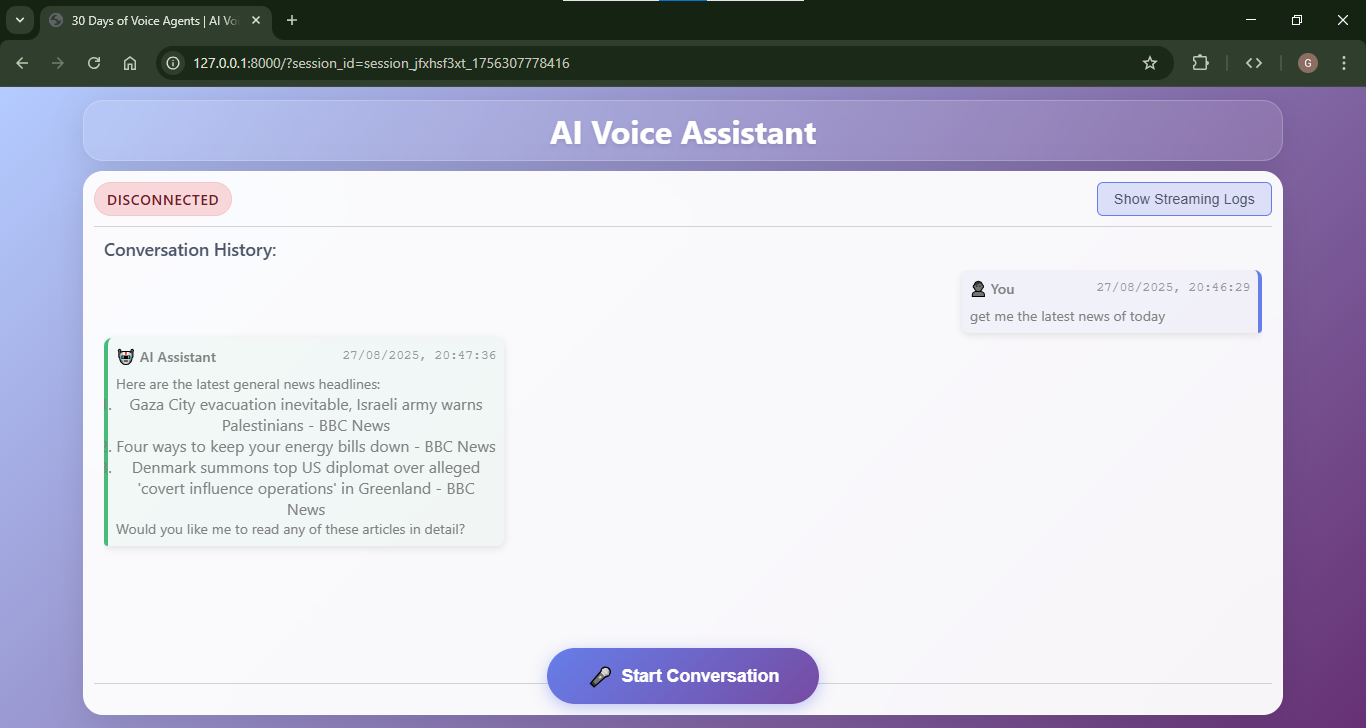 30 Days of Voice Agents | AI Vo
127.0.0.1:8000/?session_id=session_jfxhsf3xt_1756307778416
G
AI Voice Assistant
DISCONNECTED
Show Streaming Logs
Conversation History:
You 27/08/2025, 20:46:29
get me the latest news of today
AI Assistant 27/08/2025, 20:47:36
Here are the latest general news headlines:
Gaza City evacuation inevitable, Israeli army warns
Palestinians - BBC News
Four ways to keep your energy bills down - BBC News
Denmark summons top US diplomat over alleged
'covert influence operations' in Greenland - BBC
News
Would you like me to read any of these articles in detail?
Start Conversation